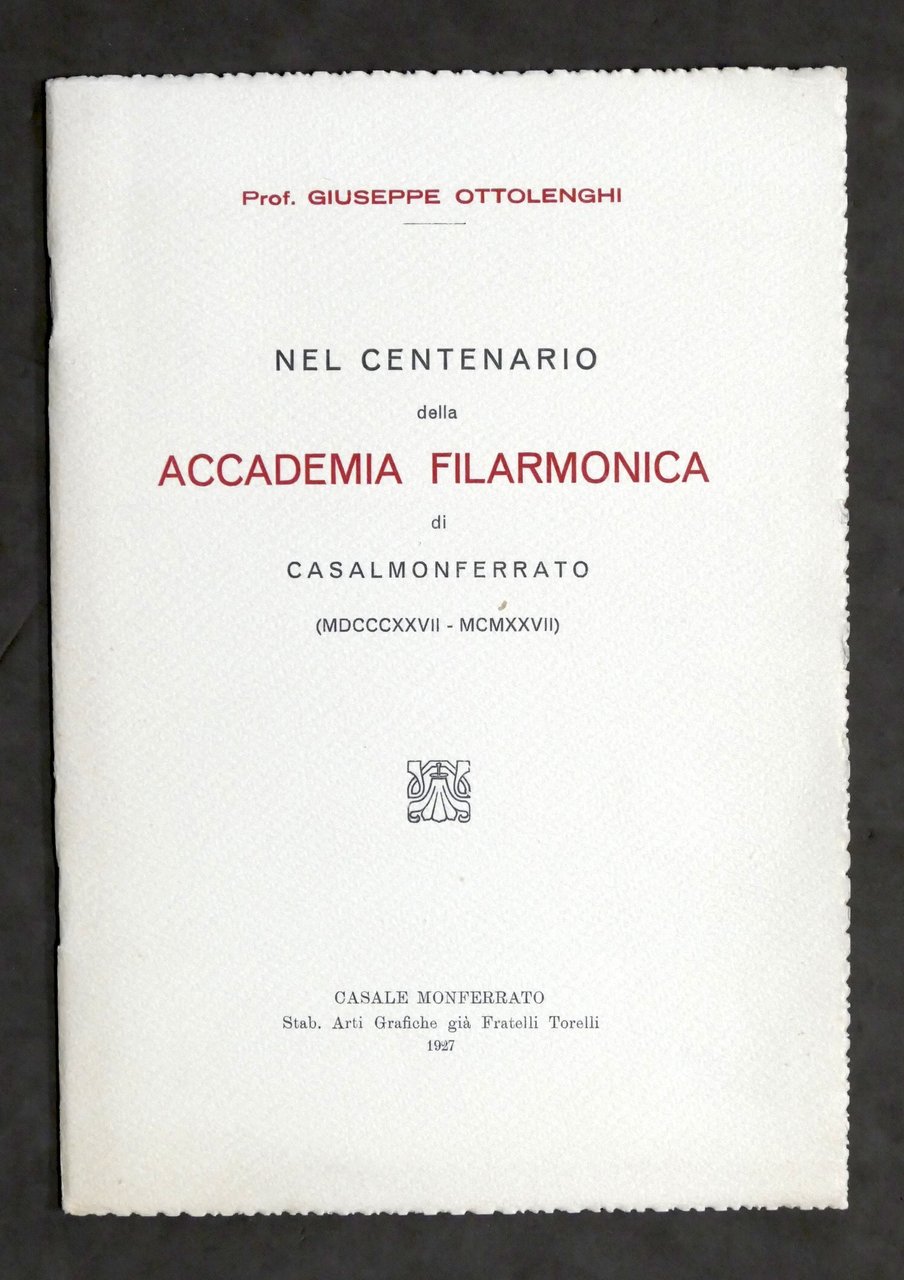 Prof. GIUSEPPE OTTOLENGHI
NEL CENTENARIO
della
ACCADEMIA FILARMONICA
di
CASALMONFERRATO
(MDCCCXXVII - MCMXXVII)
CASALE MONFERRATO
Stab. Arti Grafiche già Fratelli Torelli
1927